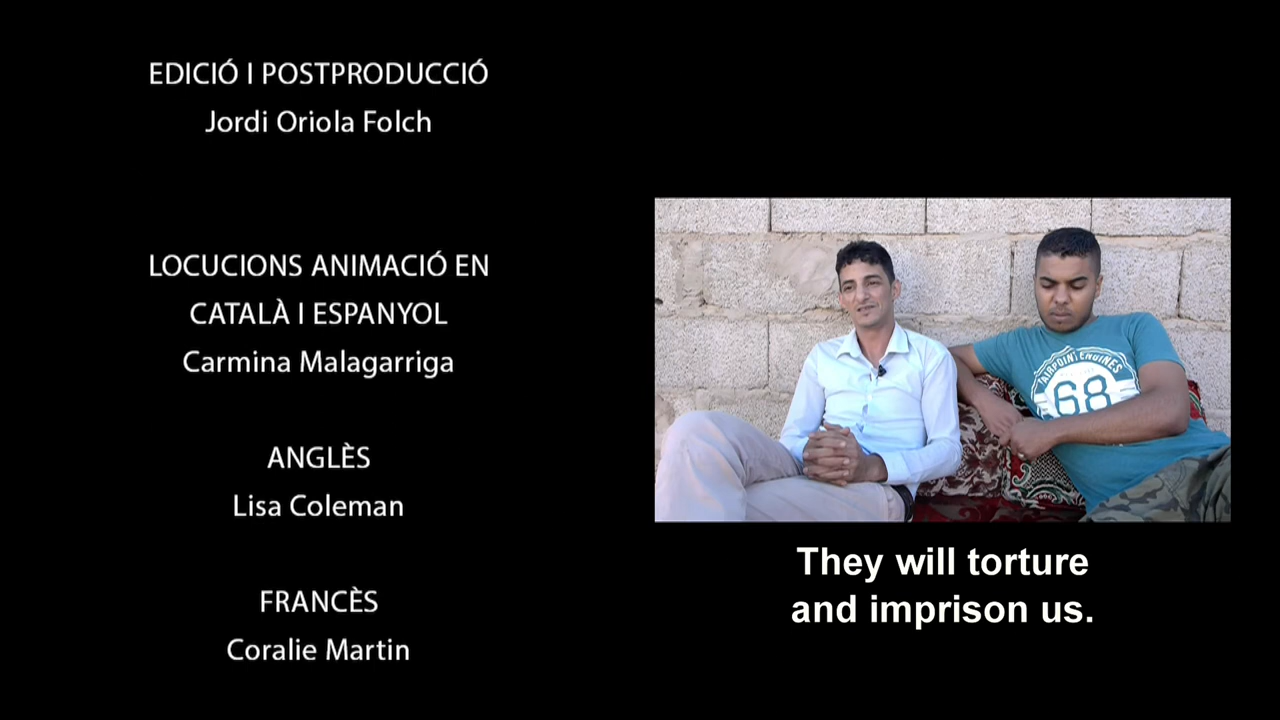 EDICIÓ I POSTPRODUCCIÓ
Jordi Oriola Folch
LOCUCIONS ANIMACIÓ EN
CATALÀ I ESPANYOL
Carmina Malagarriga
ANGLÈS
Lisa Coleman
FRANCÈS
Coralie Martin
FAIRPOINT ENGINES
68
They will torture
and imprison us.